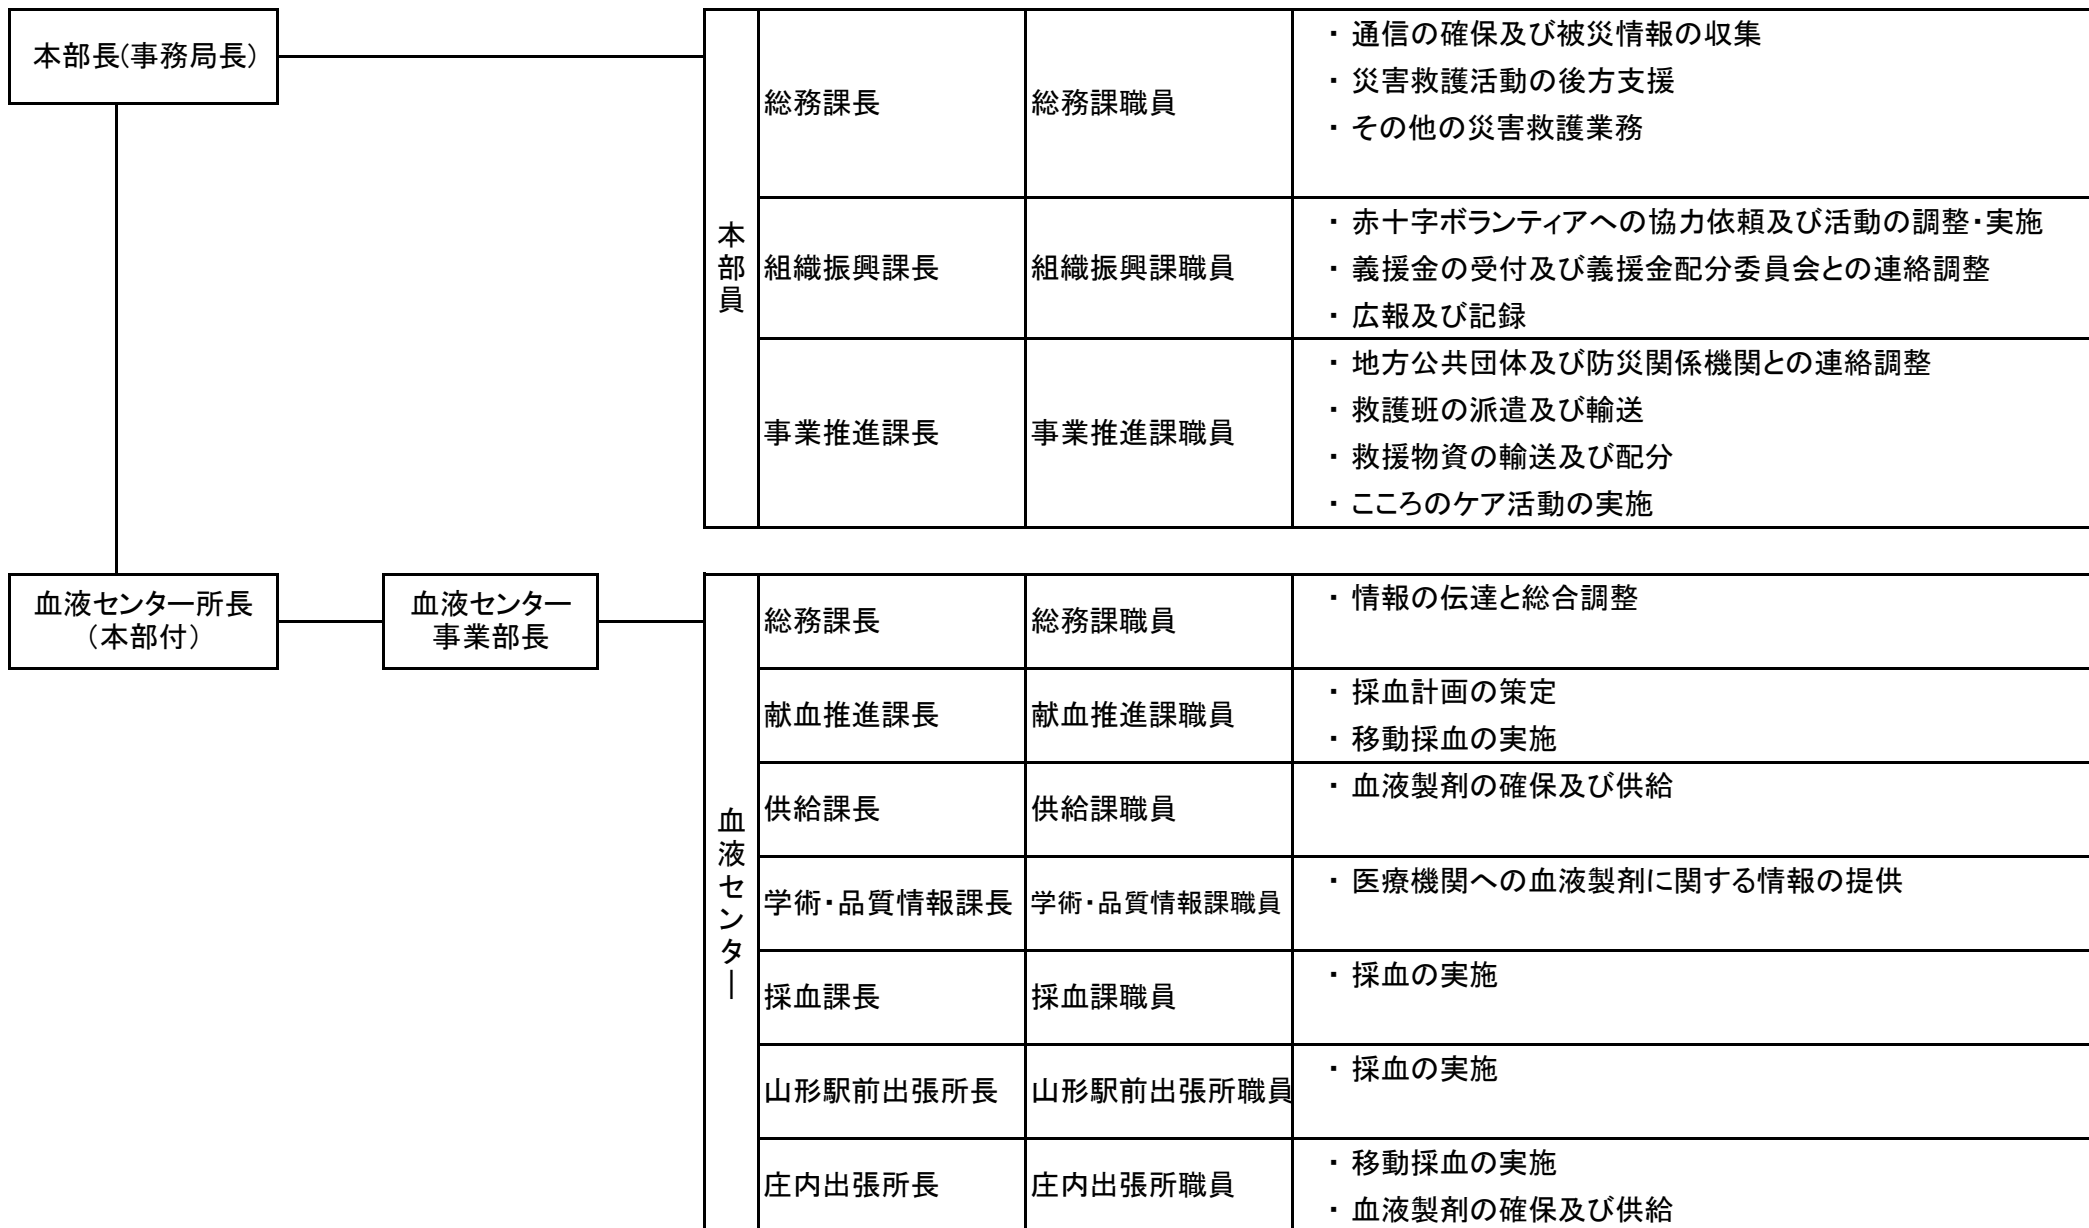 本部長(事務局長)
本部員
総務課長
総務課職員
・ 通信の確保及び被災情報の収集
・ 災害救護活動の後方支援
・ その他の災害救護業務
組織振興課長
組織振興課職員
・ 赤十字ボランティアへの協力依頼及び活動の調整・実施
・ 義援金の受付及び義援金配分委員会との連絡調整
・ 広報及び記録
事業推進課長
事業推進課職員
・ 地方公共団体及び防災関係機関との連絡調整
・ 救護班の派遣及び輸送
・ 救援物資の輸送及び配分
・ こころのケア活動の実施
血液センター所長
（本部付）
血液センター
事業部長
血液センター
総務課長
総務課職員
・ 情報の伝達と総合調整
献血推進課長
献血推進課職員
・ 採血計画の策定
・ 移動採血の実施
供給課長
供給課職員
・ 血液製剤の確保及び供給
学術・品質情報課長
学術・品質情報課職員
・ 医療機関への血液製剤に関する情報の提供
採血課長
採血課職員
・ 採血の実施
山形駅前出張所長
山形駅前出張所職員
・ 採血の実施
庄内出張所長
庄内出張所職員
・ 移動採血の実施
・ 血液製剤の確保及び供給